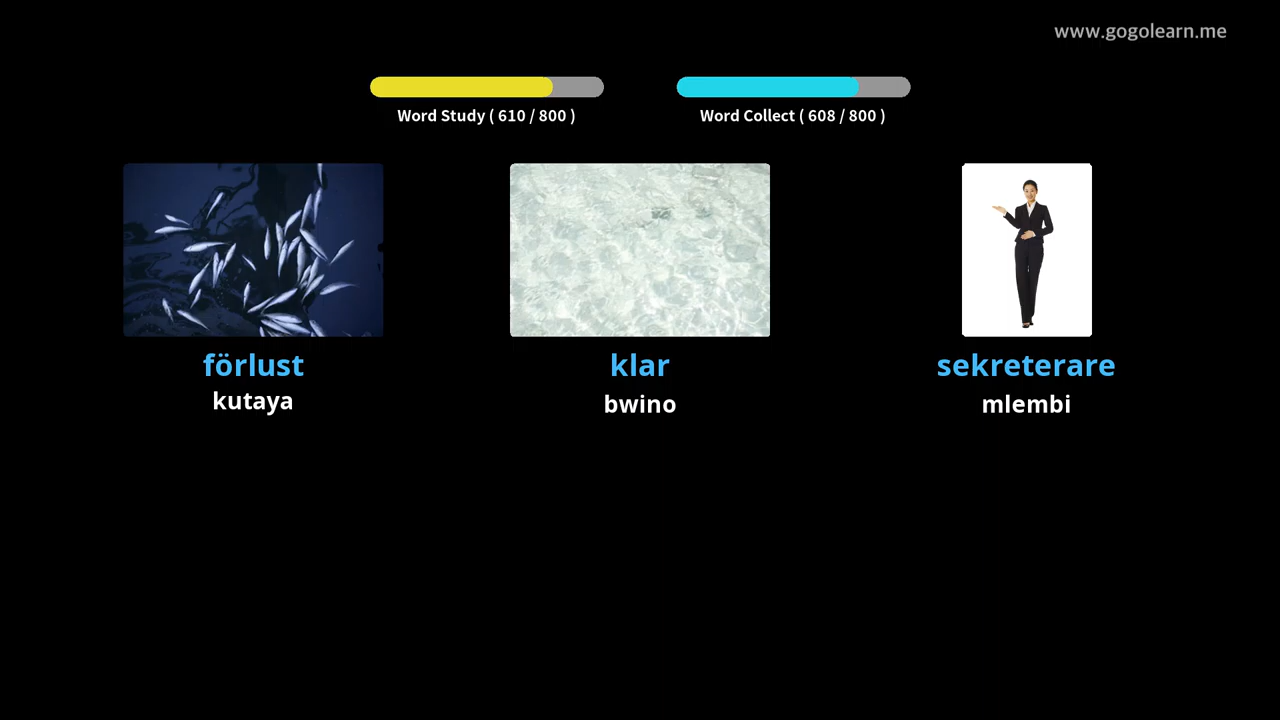 www.gogolearn.me
Word Study ( 610 / 800 )
Word Collect ( 608 / 800 )
förlust
kutaya
klar
bwino
sekreterare
mlembi